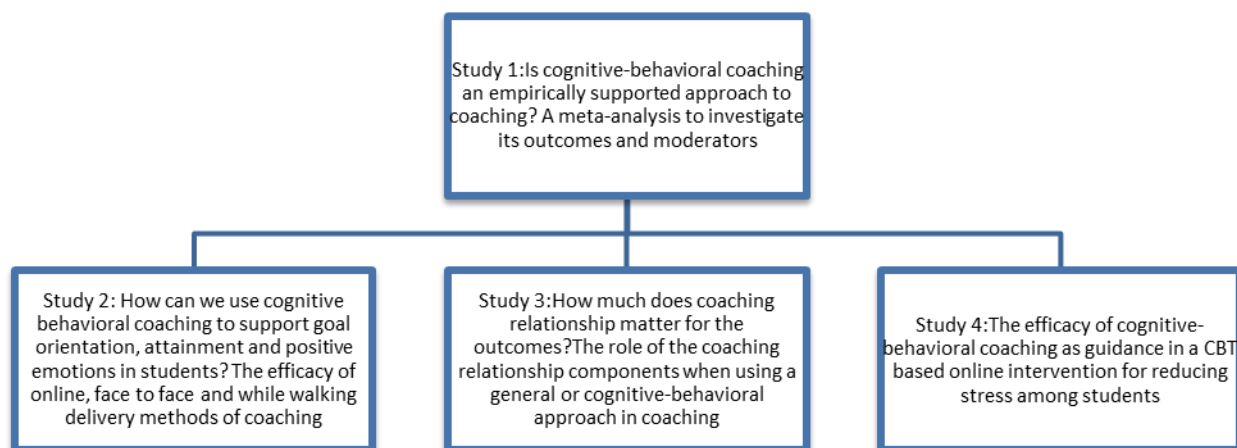 Study 1:Is cognitive-behavioral coaching
an empirically supported approach to
coaching? A meta-analysis to investigate
its outcomes and moderators
Study 2: How can we use cognitive
behavioral coaching to support goal
orientation, attainment and positive
emotions in students? The efficacy of
online, face to face and while walking
delivery methods of coaching
Study 3:How much does coaching
relationship matter for the
outcomes?The role of the coaching
relationship components when using a
general or cognitive-behavioral
approach in coaching
Study 4:The efficacy of cognitive-
behavioral coaching as guidance in a CBT
based online intervention for reducing
stress among students